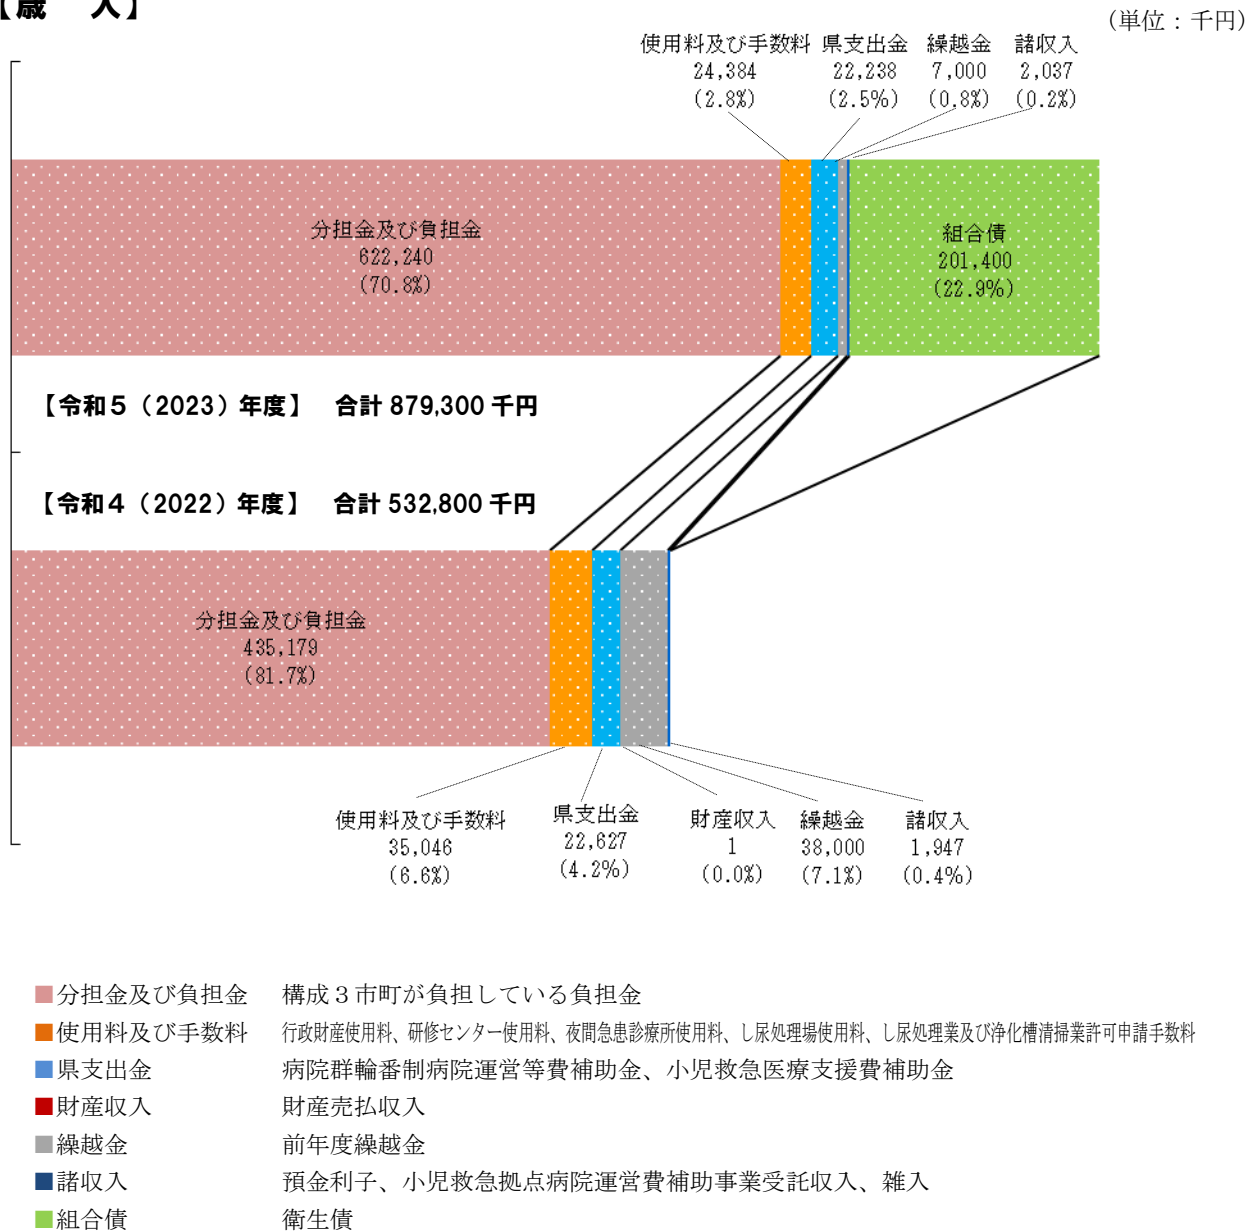 【歳　入】
（単位：千円）
使用料及び手数料　県支出金　繰越金　諸収入
24,384　22,238　7,000　2,037
(2.8%)　(2.5%)　(0.8%)　(0.2%)
分担金及び負担金
622,240
(70.8%)
組合債
201,400
(22.9%)
【令和５（2023）年度】　合計 879,300 千円
【令和４（2022）年度】　合計 532,800 千円
分担金及び負担金
435,179
(81.7%)
使用料及び手数料　県支出金　財産収入　繰越金　諸収入
35,046　22,627　1　38,000　1,947
(6.6%)　(4.2%)　(0.0%)　(7.1%)　(0.4%)
■分担金及び負担金　構成３市町が負担している負担金
■使用料及び手数料　行政財産使用料、研修センター使用料、夜間急患診療所使用料、し尿処理場使用料、し尿処理業及び浄化槽清掃業許可申請手数料
■県支出金　病院群輪番制病院運営等費補助金、小児救急医療支援費補助金
■財産収入　財産売払収入
■繰越金　前年度繰越金
■諸収入　預金利子、小児救急拠点病院運営費補助事業受託収入、雑入
■組合債　衛生債